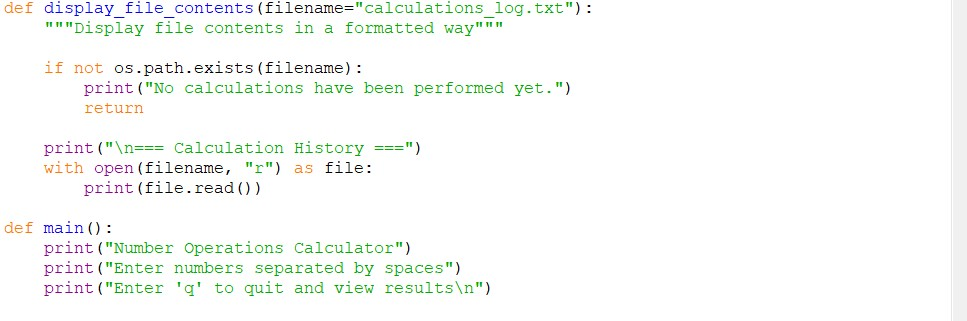 def display_file_contents(filename="calculations_log.txt"):
    """Display file contents in a formatted way"""
    if not os.path.exists(filename):
        print("No calculations have been performed yet.")
        return
    print("\n=== Calculation History ===")
    with open(filename, "r") as file:
        print(file.read())
def main():
    print("Number Operations Calculator")
    print("Enter numbers separated by spaces")
    print("Enter 'q' to quit and view results\n")